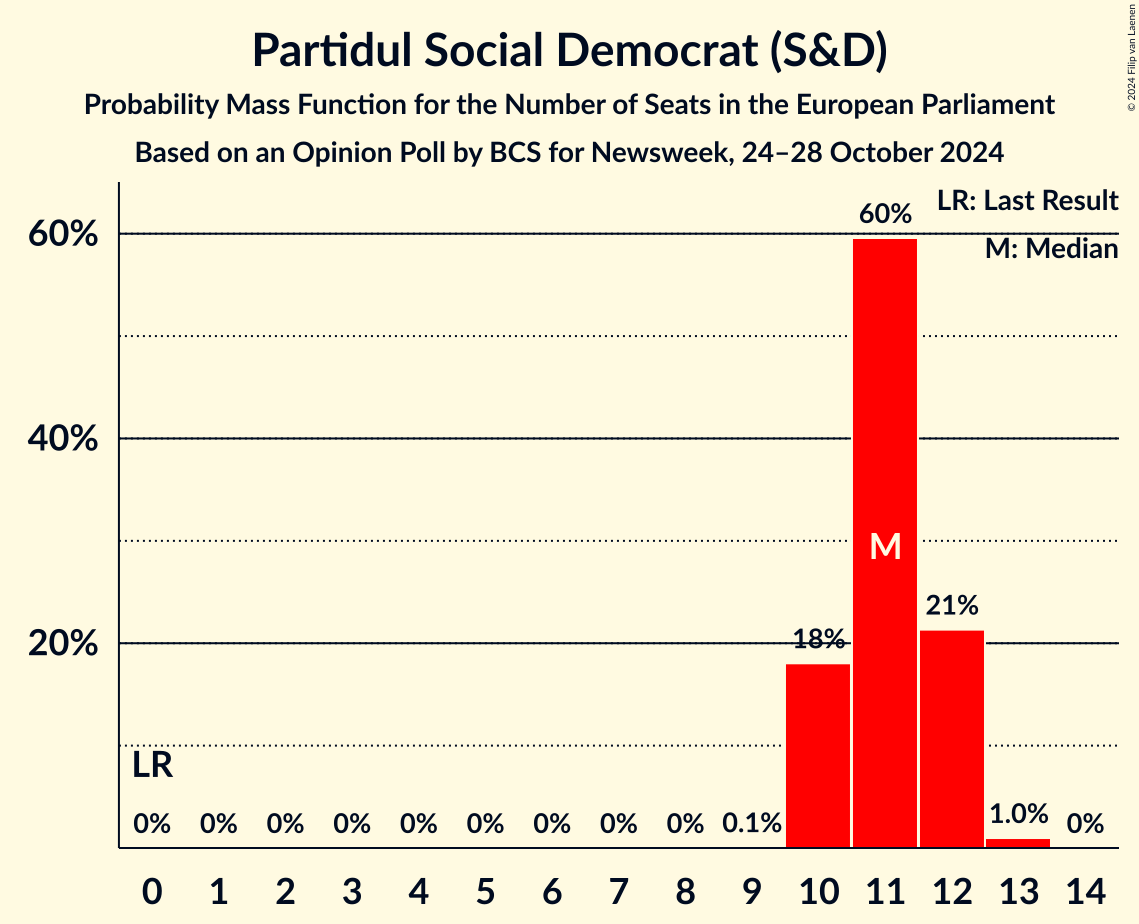 Partidul Social Democrat (S&D)
Probability Mass Function for the Number of Seats in the European Parliament
Based on an Opinion Poll by BCS for Newsweek, 24–28 October 2024
© 2024 Filip van Laenen
LR: Last Result
M: Median
60%
40%
20%
60%
M
21%
18%
LR
0% 0% 0% 0% 0% 0% 0% 0% 0% 0.1% 1.0% 0%
0 1 2 3 4 5 6 7 8 9 10 11 12 13 14